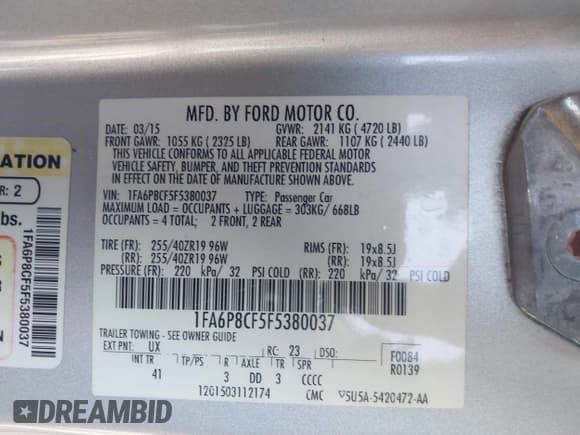 MFD. BY FORD MOTOR CO.
DATE: 03/15 GVWR: 2141 KG ( 4720 LB)
FRONT GAWR: 1055 KG ( 2325 LB) REAR GAWR: 1107 KG ( 2440 LB)
THIS VEHICLE CONFORMS TO ALL APPLICABLE FEDERAL MOTOR
VEHICLE SAFETY, BUMPER, AND THEFT PREVENTION STANDARDS
IN EFFECT ON THE DATE OF MANUFACTURE SHOWN ABOVE.
VIN: 1FA6P8CF5F5380037 TYPE: Passenger Car
MAXIMUM LOAD = OCCUPANTS + LUGGAGE = 303KG/ 668LB
OCCUPANTS = 4 TOTAL; 2 FRONT, 2 REAR
TIRE (FR): 255/40ZR19 96W RIMS (FR): 19x8.5J
(RR): 255/40ZR19 96W (RR): 19x8.5J
PRESSURE (FR): 220 kPa/ 32 PSI COLD (RR): 220 kPa/ 32 PSI COLD
1FA6P8CF5F5380037
TRAILER TOWING - SEE OWNER GUIDE
EXT PNT: UX RC: 23 DSO: F0084
INT TR TP/PS R AXLE TR SPR R0139
41 3 DD 3 CCCC
12G1503112174 CMC 5U5A-5420472-AA
ATION
R: 2
lbs.
1FA6P8CF5F5380037
S
R
N
DREAMBID
DREAMBID